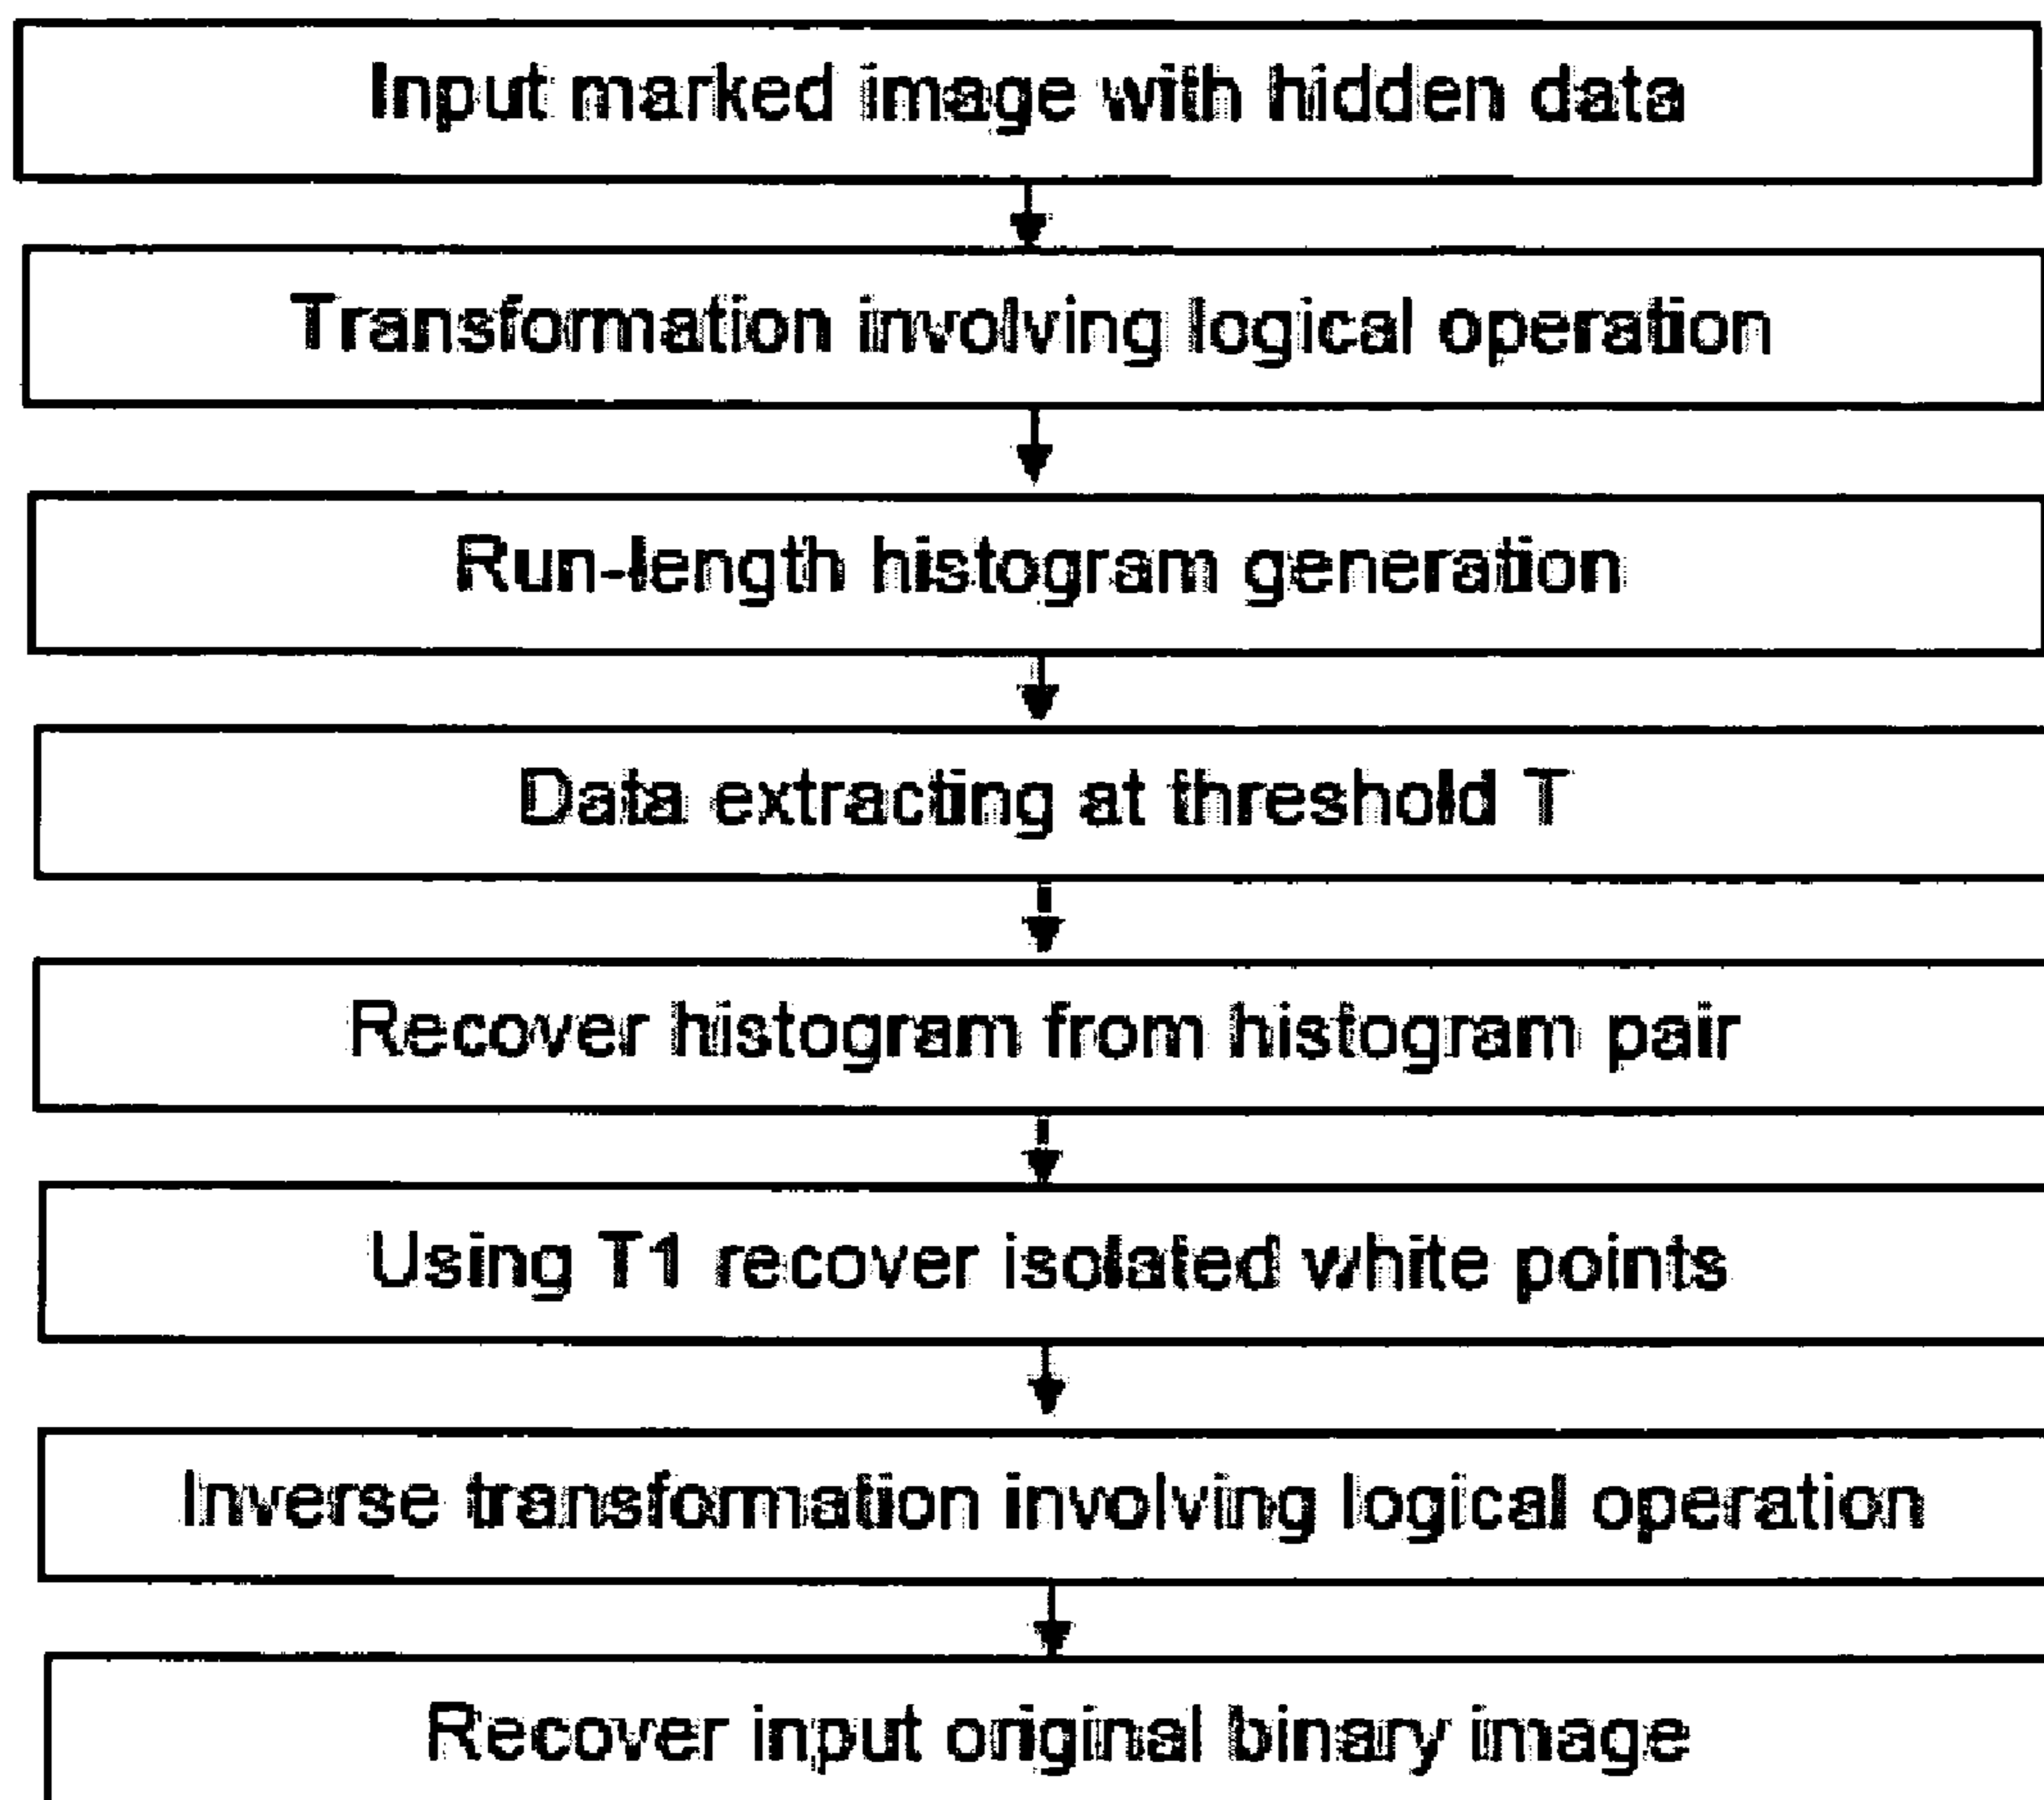 Input marked image with hidden data
Transformation involving logical operation
Run-length histogram generation
Data extracting at threshold T
Recover histogram from histogram pair
Using T1 recover isolated white points
Inverse transformation involving logical operation
Recover input original binary image